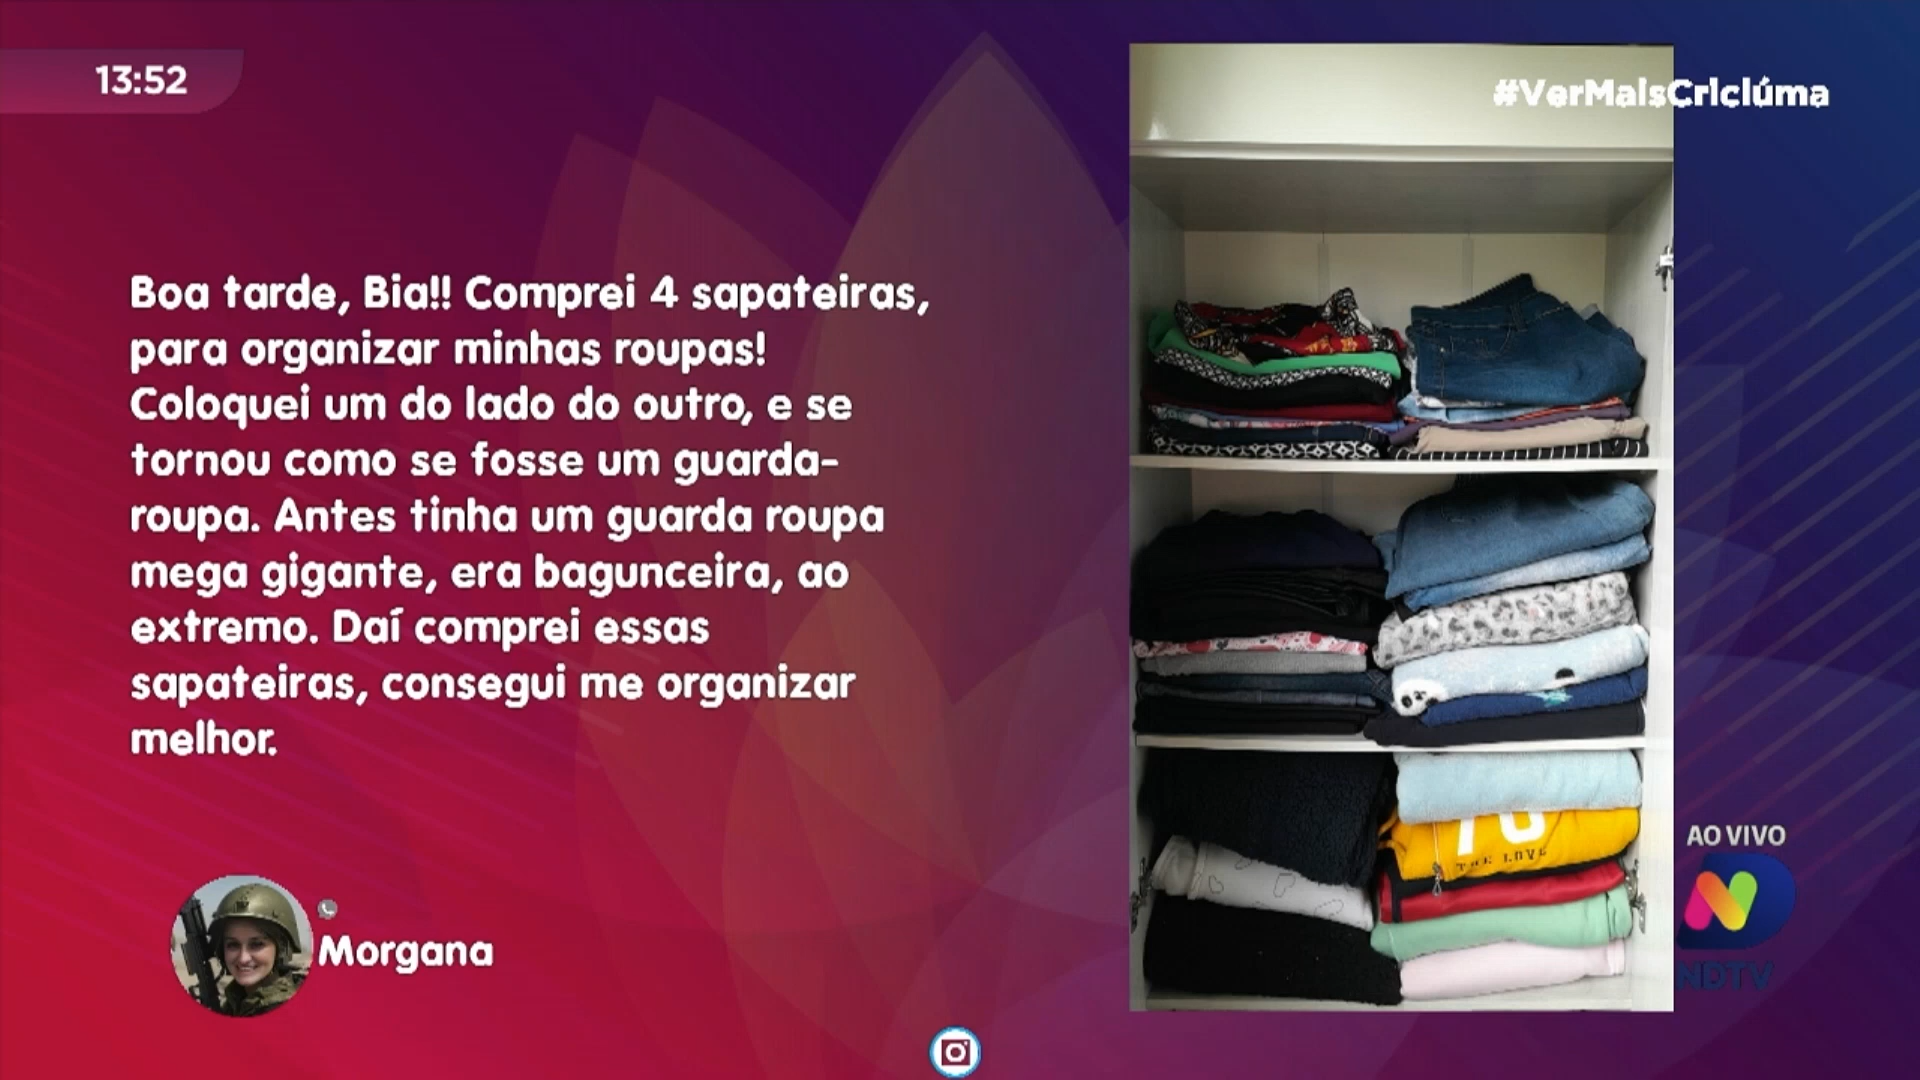 13:52
#VerMaisCriciúma
Boa tarde, Bia!! Comprei 4 sapateiras,
para organizar minhas roupas!
Coloquei um do lado do outro, e se
tornou como se fosse um guarda-
roupa. Antes tinha um guarda roupa
mega gigante, era bagunceira, ao
extremo. Daí comprei essas
sapateiras, consegui me organizar
melhor.
THE LOVE
AO VIVO
NDTV
Morgana